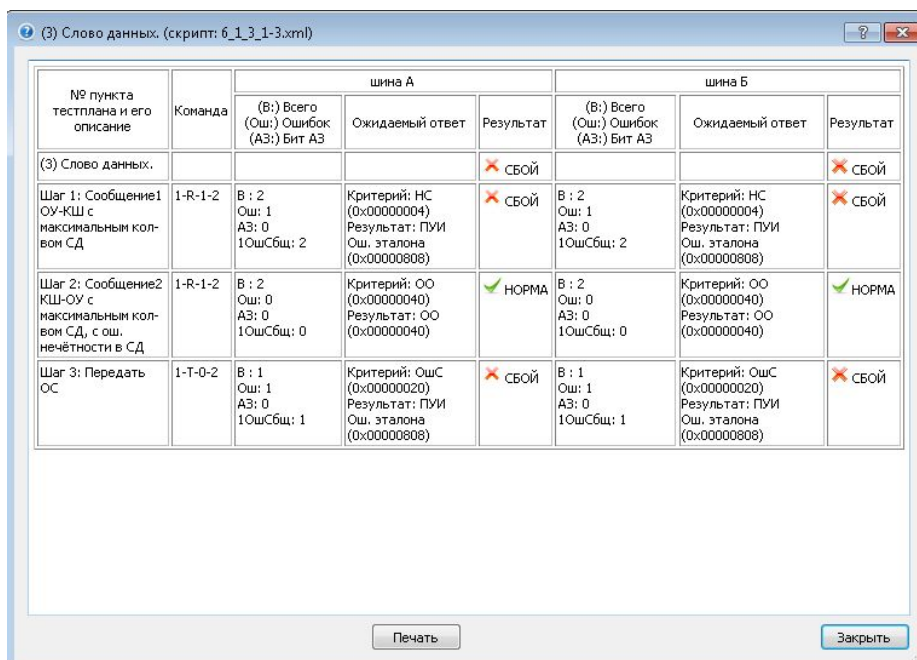 (3) Слово данных. (скрипт: 6_1_3_1-3.xml)
№ пункта
тестплана и его
описание
Команда
шина А
шина Б
(В:) Всего
(Ош:) Ошибок
(АЗ:) Бит АЗ
Ожидаемый ответ
Результат
(В:) Всего
(Ош:) Ошибок
(АЗ:) Бит АЗ
Ожидаемый ответ
Результат
(3) Слово данных.
СБОЙ
СБОЙ
Шаг 1: Сообщение1
ОУ-КШ с
максимальным кол-
вом СД
1-R-1-2
В : 2
Ош: 1
АЗ: 0
1ОшСбщ: 2
Критерий: НС
(0x00000004)
Результат: ПУИ
Ош. эталона
(0x00000808)
СБОЙ
В : 2
Ош: 1
АЗ: 0
1ОшСбщ: 2
Критерий: НС
(0x00000004)
Результат: ПУИ
Ош. эталона
(0x00000808)
СБОЙ
Шаг 2: Сообщение2
КШ-ОУ с
максимальным кол-
вом СД, с ош.
нечётности в СД
1-R-1-2
В : 2
Ош: 0
АЗ: 0
1ОшСбщ: 0
Критерий: ОО
(0x00000040)
Результат: ОО
(0x00000040)
НОРМА
В : 2
Ош: 0
АЗ: 0
1ОшСбщ: 0
Критерий: ОО
(0x00000040)
Результат: ОО
(0x00000040)
НОРМА
Шаг 3: Передать
ОС
1-T-0-2
В : 1
Ош: 1
АЗ: 0
1ОшСбщ: 1
Критерий: ОшС
(0x00000020)
Результат: ПУИ
Ош. эталона
(0x00000808)
СБОЙ
В : 1
Ош: 1
АЗ: 0
1ОшСбщ: 1
Критерий: ОшС
(0x00000020)
Результат: ПУИ
Ош. эталона
(0x00000808)
СБОЙ
Печать
Закрыть